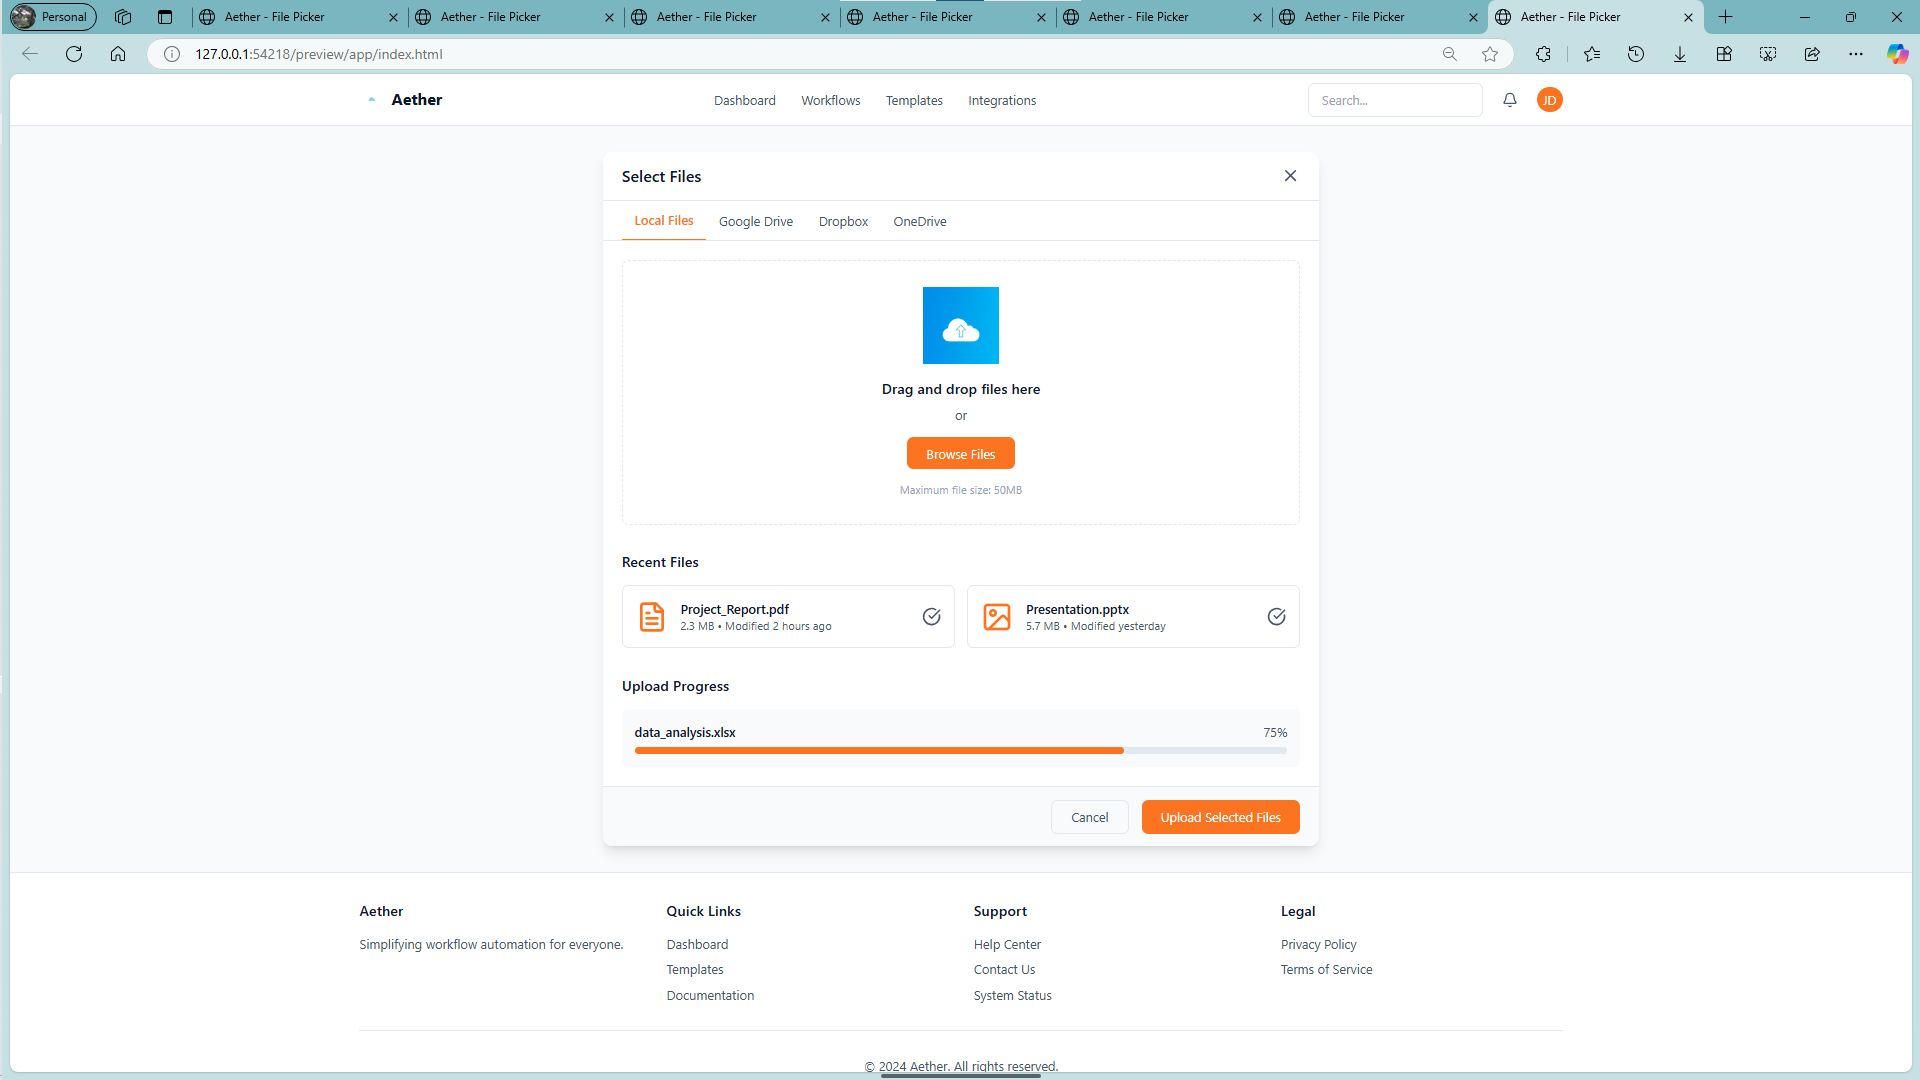 Personal
Aether - File Picker
Aether - File Picker
Aether - File Picker
Aether - File Picker
Aether - File Picker
Aether - File Picker
Aether - File Picker
127.0.0.1:54218/preview/app/index.html
Aether
Dashboard
Workflows
Templates
Integrations
Search...
JD
Select Files
Local Files
Google Drive
Dropbox
OneDrive
Drag and drop files here
or
Browse Files
Maximum file size: 50MB
Recent Files
Project_Report.pdf
2.3 MB • Modified 2 hours ago
Presentation.pptx
5.7 MB • Modified yesterday
Upload Progress
data_analysis.xlsx
75%
Cancel
Upload Selected Files
Aether
Simplifying workflow automation for everyone.
Quick Links
Dashboard
Templates
Documentation
Support
Help Center
Contact Us
System Status
Legal
Privacy Policy
Terms of Service
© 2024 Aether. All rights reserved.